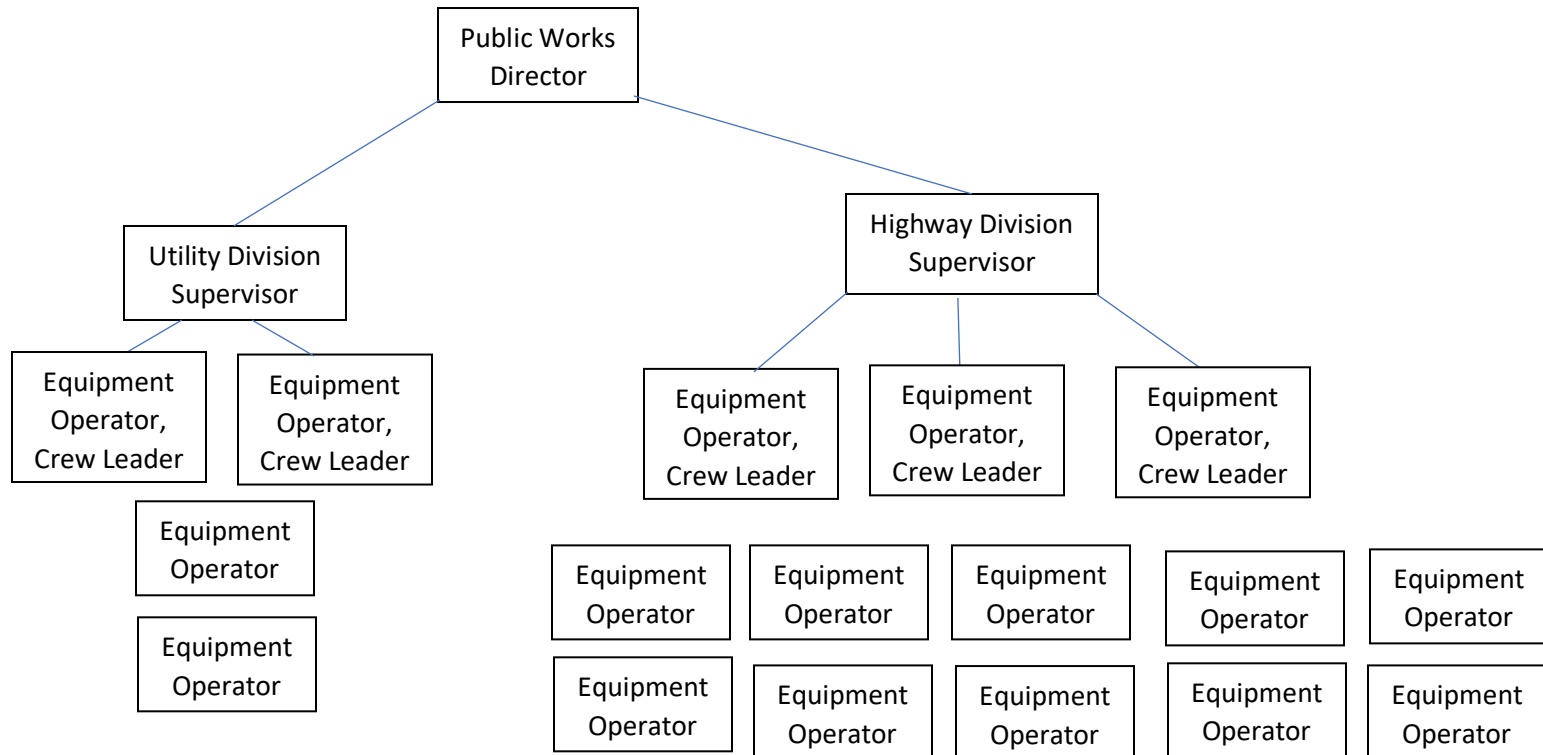 Public Works
Director
Utility Division
Supervisor
Highway Division
Supervisor
Equipment
Operator,
Crew Leader
Equipment
Operator,
Crew Leader
Equipment
Operator,
Crew Leader
Equipment
Operator,
Crew Leader
Equipment
Operator,
Crew Leader
Equipment
Operator
Equipment
Operator
Equipment
Operator
Equipment
Operator
Equipment
Operator
Equipment
Operator
Equipment
Operator
Equipment
Operator
Equipment
Operator
Equipment
Operator
Equipment
Operator
Equipment
Operator